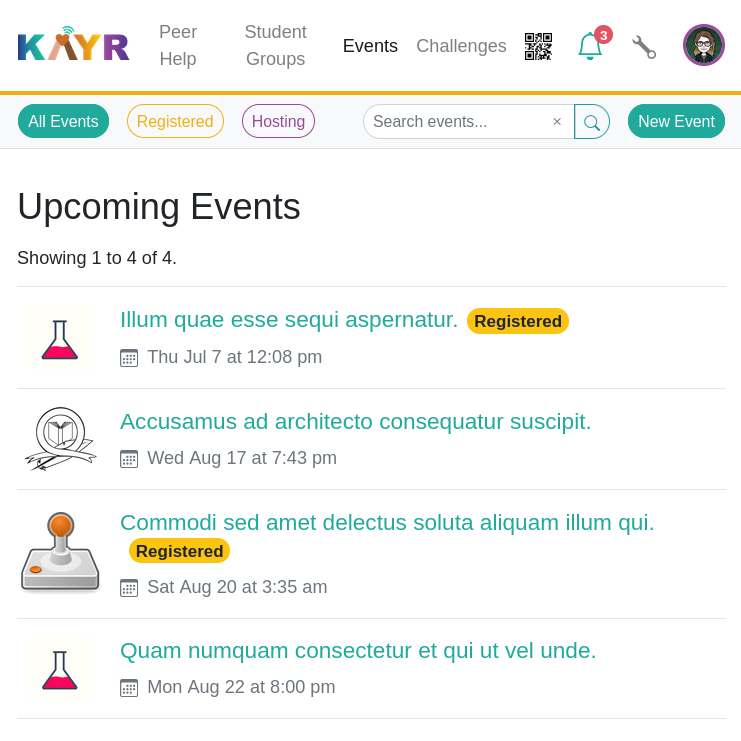 KAYR
Peer
Help
Student
Groups
Events
Challenges
3
All Events
Registered
Hosting
Search events...
×
New Event
Upcoming Events
Showing 1 to 4 of 4.
Illum quae esse sequi aspernatur. Registered
Thu Jul 7 at 12:08 pm
Accusamus ad architecto consequatur suscipit.
Wed Aug 17 at 7:43 pm
Commodi sed amet delectus soluta aliquam illum qui.
Registered
Sat Aug 20 at 3:35 am
Quam numquam consectetur et qui ut vel unde.
Mon Aug 22 at 8:00 pm